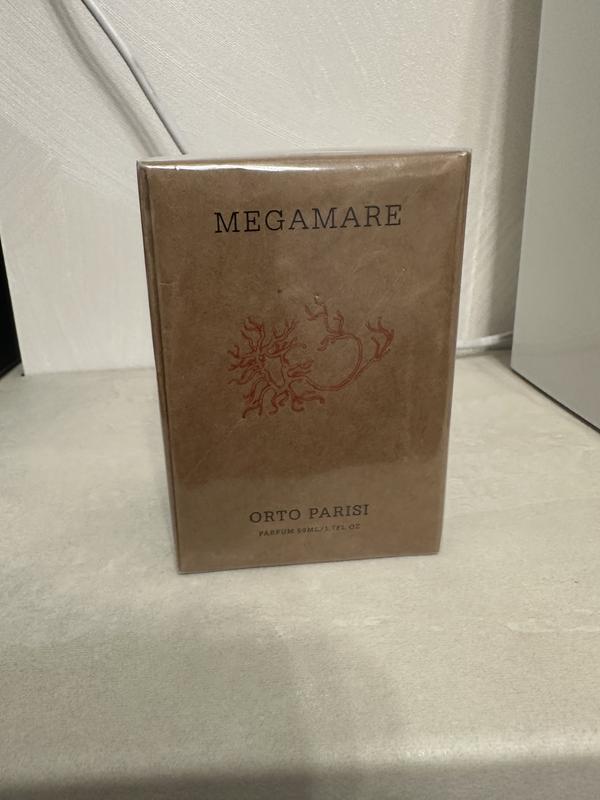 MEGAMARE
ORTO PARISI
PARFUM 50ML/1.7FL OZ